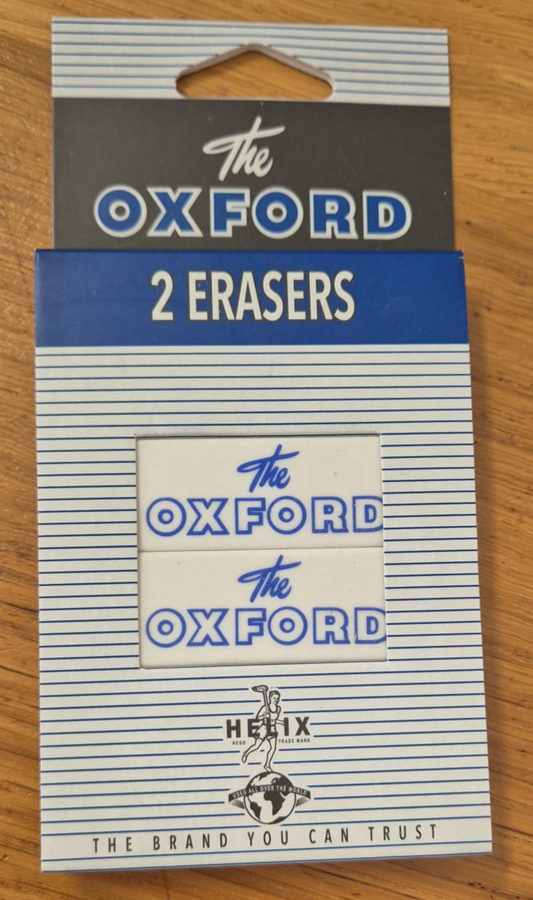 The
OXFORD
2 ERASERS
The
OXFORD
The
OXFORD
HELIX
REGD TRADE MARK
USED ALL OVER THE WORLD
THE BRAND YOU CAN TRUST